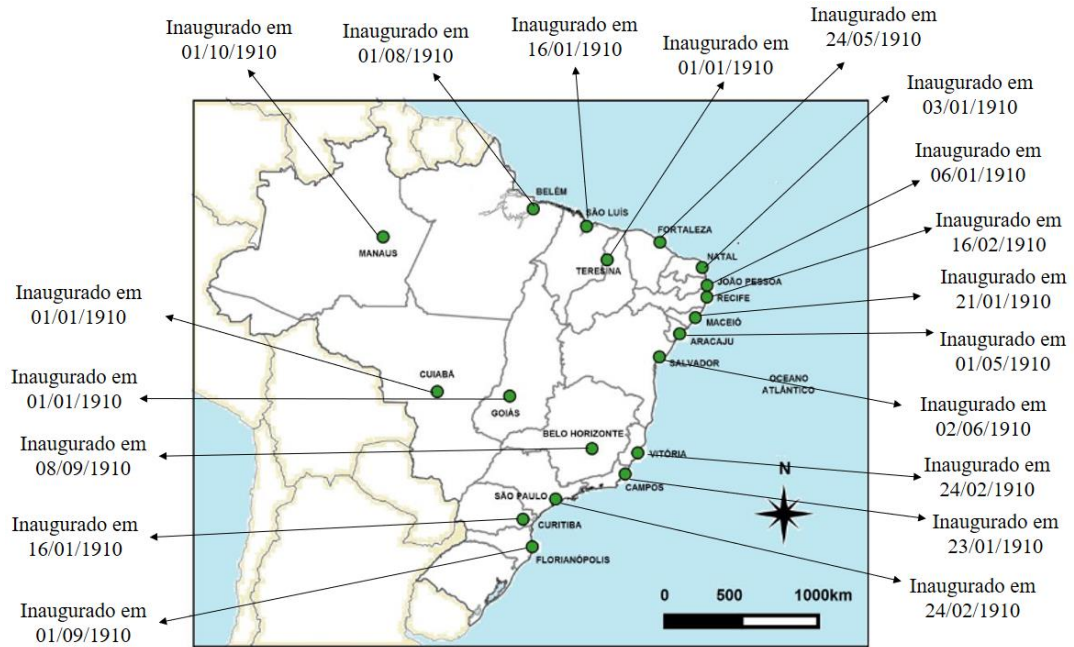 Inaugurado em
01/10/1910
Inaugurado em
01/08/1910
Inaugurado em
16/01/1910
Inaugurado em
01/01/1910
Inaugurado em
24/05/1910
Inaugurado em
03/01/1910
Inaugurado em
06/01/1910
Inaugurado em
16/02/1910
Inaugurado em
21/01/1910
Inaugurado em
01/05/1910
Inaugurado em
02/06/1910
Inaugurado em
24/02/1910
Inaugurado em
23/01/1910
Inaugurado em
24/02/1910
Inaugurado em
01/01/1910
Inaugurado em
01/01/1910
Inaugurado em
08/09/1910
Inaugurado em
16/01/1910
Inaugurado em
01/09/1910
BELÉM
SÃO LUÍS
FORTALEZA
MANAUS
TERESINA
NATAL
JOÃO PESSOA
RECIFE
MACEIÓ
ARACAJU
SALVADOR
CUIABÁ
GOIÁS
OCEANO
ATLÂNTICO
BELO HORIZONTE
VITÓRIA
CAMPOS
SÃO PAULO
CURITIBA
FLORIANÓPOLIS
N
0 500 1000km